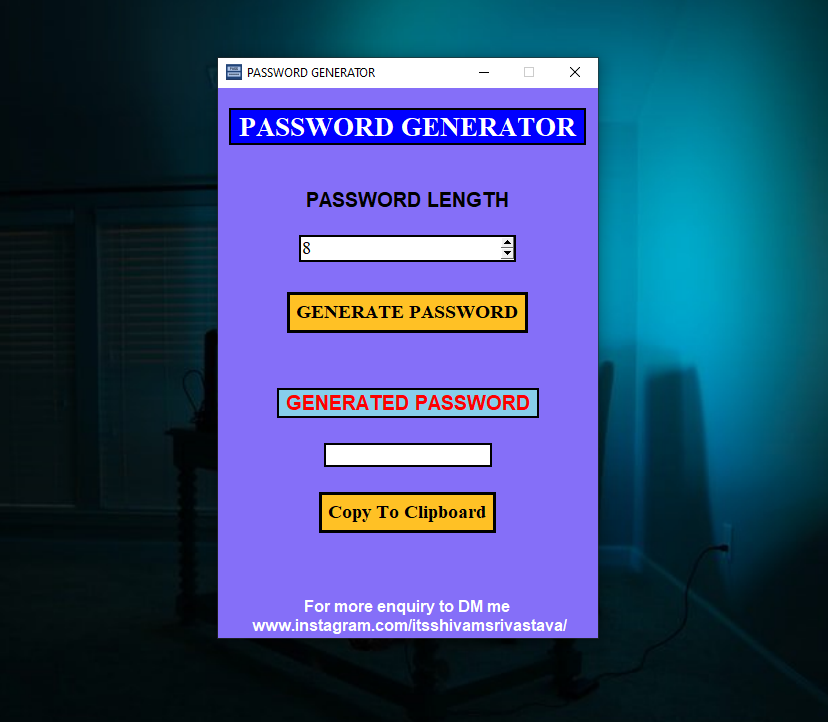 PASSWORD GENERATOR
PASSWORD GENERATOR
PASSWORD LENGTH
8
GENERATE PASSWORD
GENERATED PASSWORD
Copy To Clipboard
For more enquiry to DM me
www.instagram.com/itsshivamsrivastava/